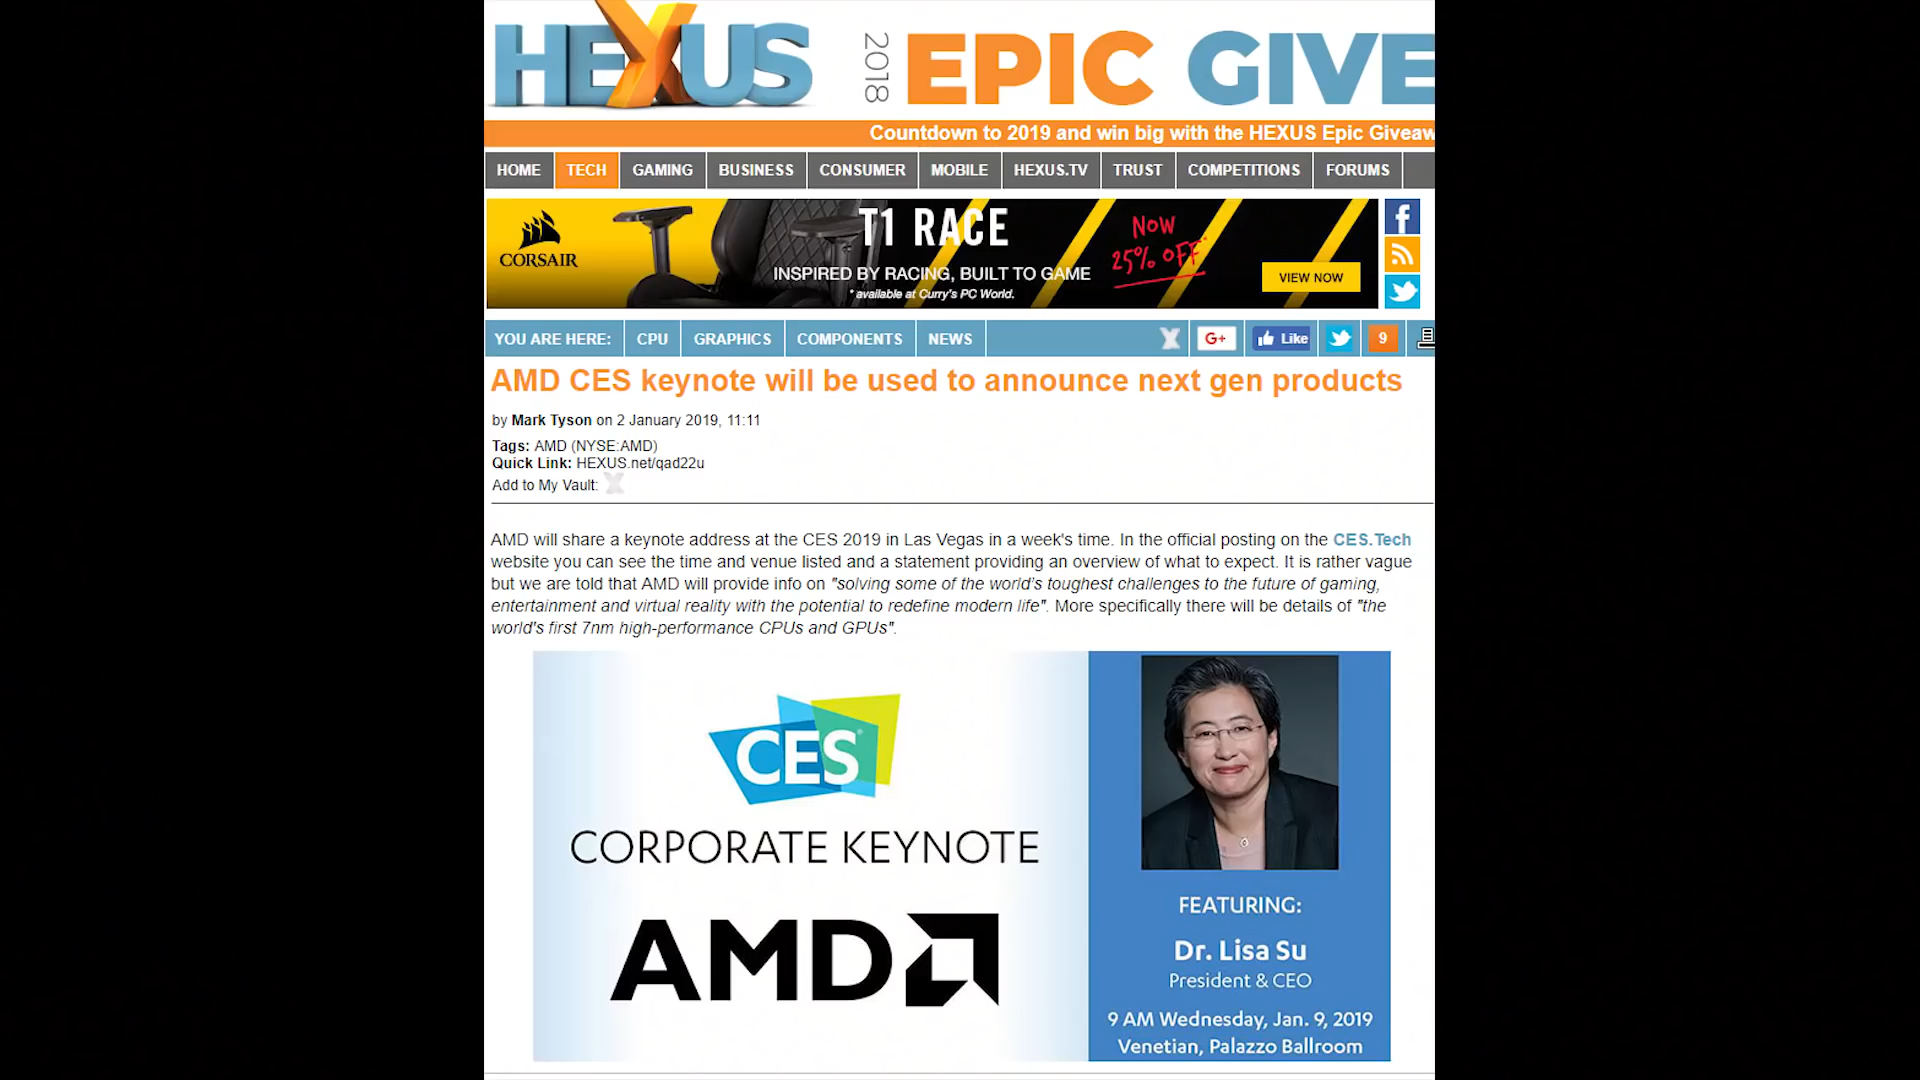 HEXUS
2018
EPIC GIVE
Countdown to 2019 and win big with the HEXUS Epic Giveaw
HOME TECH GAMING BUSINESS CONSUMER MOBILE HEXUS.TV TRUST COMPETITIONS FORUMS
CORSAIR
T1 RACE
INSPIRED BY RACING, BUILT TO GAME
* available at Curry's PC World.
NOW
25% OFF*
VIEW NOW
YOU ARE HERE: CPU GRAPHICS COMPONENTS NEWS G+ Like 9
AMD CES keynote will be used to announce next gen products
by Mark Tyson on 2 January 2019, 11:11
Tags: AMD (NYSE:AMD)
Quick Link: HEXUS.net/qad22u
Add to My Vault:
AMD will share a keynote address at the CES 2019 in Las Vegas in a week's time. In the official posting on the CES.Tech
website you can see the time and venue listed and a statement providing an overview of what to expect. It is rather vague
but we are told that AMD will provide info on "solving some of the world's toughest challenges to the future of gaming,
entertainment and virtual reality with the potential to redefine modern life". More specifically there will be details of "the
world's first 7nm high-performance CPUs and GPUs".
CES®
CORPORATE KEYNOTE
AMD
FEATURING:
Dr. Lisa Su
President & CEO
9 AM Wednesday, Jan. 9, 2019
Venetian, Palazzo Ballroom